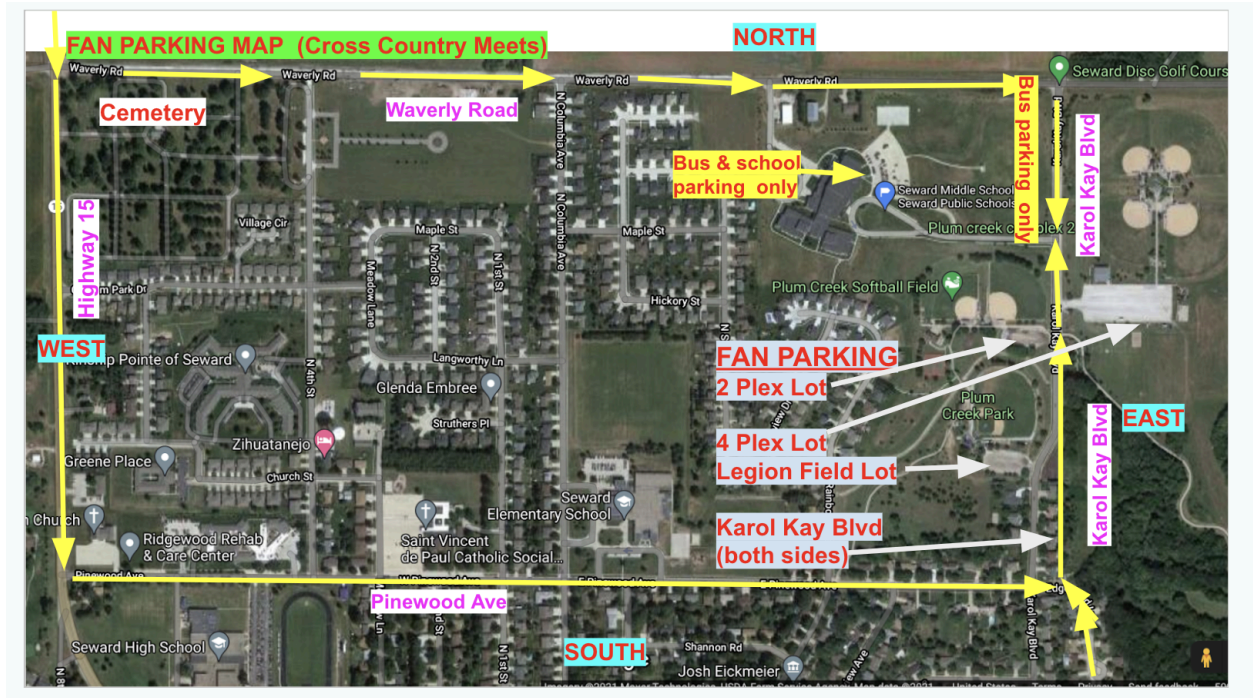 FAN PARKING MAP (Cross Country Meets)
NORTH
Waverly Rd
Waverly Rd
Waverly Rd
Waverly Rd
Seward Disc Golf Cours
Cemetery
Waverly Road
Bus parking only
Karol Kay Blvd
N Columbia Ave
Bus & school
parking only
Seward Middle School
Seward Public Schools
Highway 15
Village Cir
Maple St
N Columbia Ave
Maple St
Plum creek
2
N 2nd St
N 1st St
Meadow Lane
Plum Creek Softball Field
Hickory St
WEST
Pointe of Seward
N 4th St
Langworthy Ln
FAN PARKING
2 Plex Lot
Glenda Embree
Plum
Creek Park
EAST
Karol Kay Blvd
Struthers Pl
Zihuatanejo
4 Plex Lot
Greene Place
Legion Field Lot
Church St
Seward
Elementary School
Church
Saint Vincent
de Paul Catholic Social...
Ridgewood Rehab
& Care Center
Karol Kay Blvd
(both sides)
Pinewood Ave
E Pinewood Ave
Pinewood Ave
Seward High School
N 1st St
SOUTH
Shannon Rd
Josh Eickmeier
Karol Kay Blvd